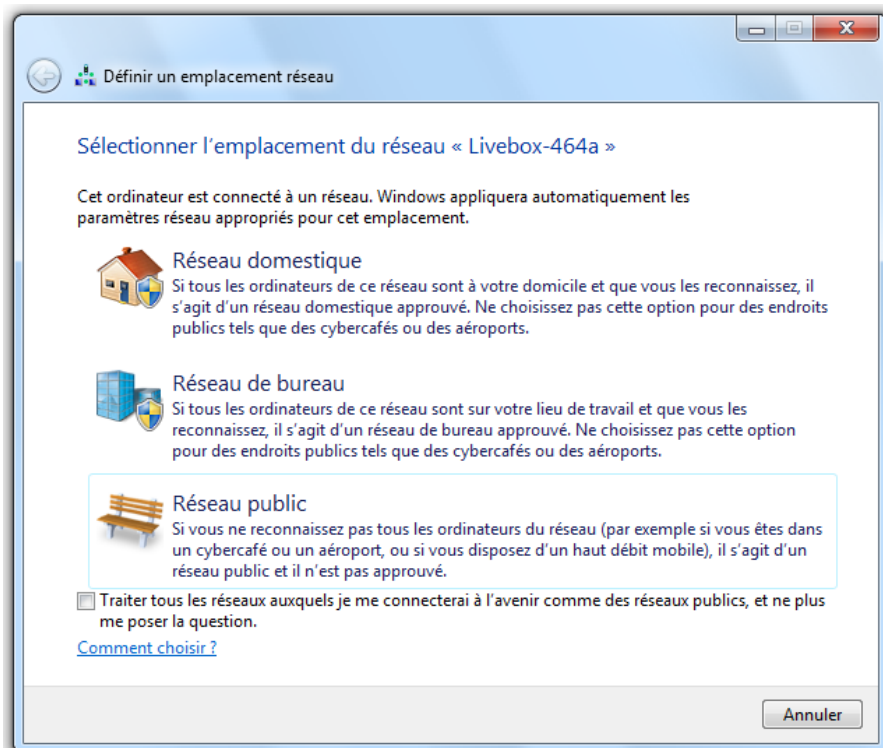 Définir un emplacement réseau
Sélectionner l’emplacement du réseau « Livebox-464a »
Cet ordinateur est connecté à un réseau. Windows appliquera automatiquement les
paramètres réseau appropriés pour cet emplacement.
Réseau domestique
Si tous les ordinateurs de ce réseau sont à votre domicile et que vous les reconnaissez, il
s’agit d’un réseau domestique approuvé. Ne choisissez pas cette option pour des endroits
publics tels que des cybercafés ou des aéroports.
Réseau de bureau
Si tous les ordinateurs de ce réseau sont sur votre lieu de travail et que vous les
reconnaissez, il s’agit d’un réseau de bureau approuvé. Ne choisissez pas cette option
pour des endroits publics tels que des cybercafés ou des aéroports.
Réseau public
Si vous ne reconnaissez pas tous les ordinateurs du réseau (par exemple si vous êtes dans
un cybercafé ou un aéroport, ou si vous disposez d’un haut débit mobile), il s’agit d’un
réseau public et il n’est pas approuvé.
Traiter tous les réseaux auxquels je me connecterai à l’avenir comme des réseaux publics, et ne plus
me poser la question.
Comment choisir ?
Annuler